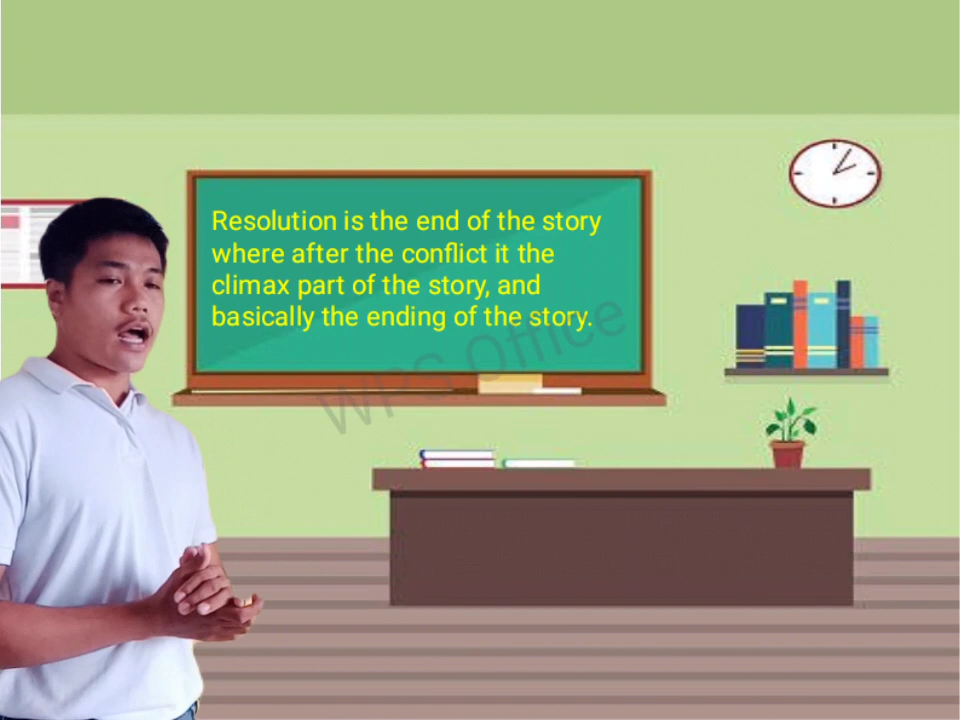 Resolution is the end of the story
where after the conflict it the
climax part of the story, and
basically the ending of the story.
WPS Office